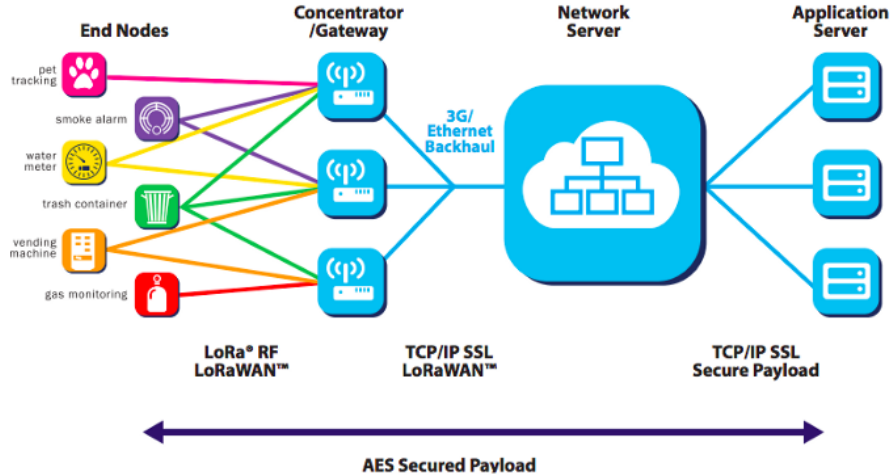 End Nodes
Concentrator
/Gateway
Network
Server
Application
Server
pet
tracking
smoke alarm
water
meter
trash container
vending
machine
gas monitoring
3G/
Ethernet
Backhaul
LoRa® RF
LoRaWAN™
TCP/IP SSL
LoRaWAN™
TCP/IP SSL
Secure Payload
AES Secured Payload